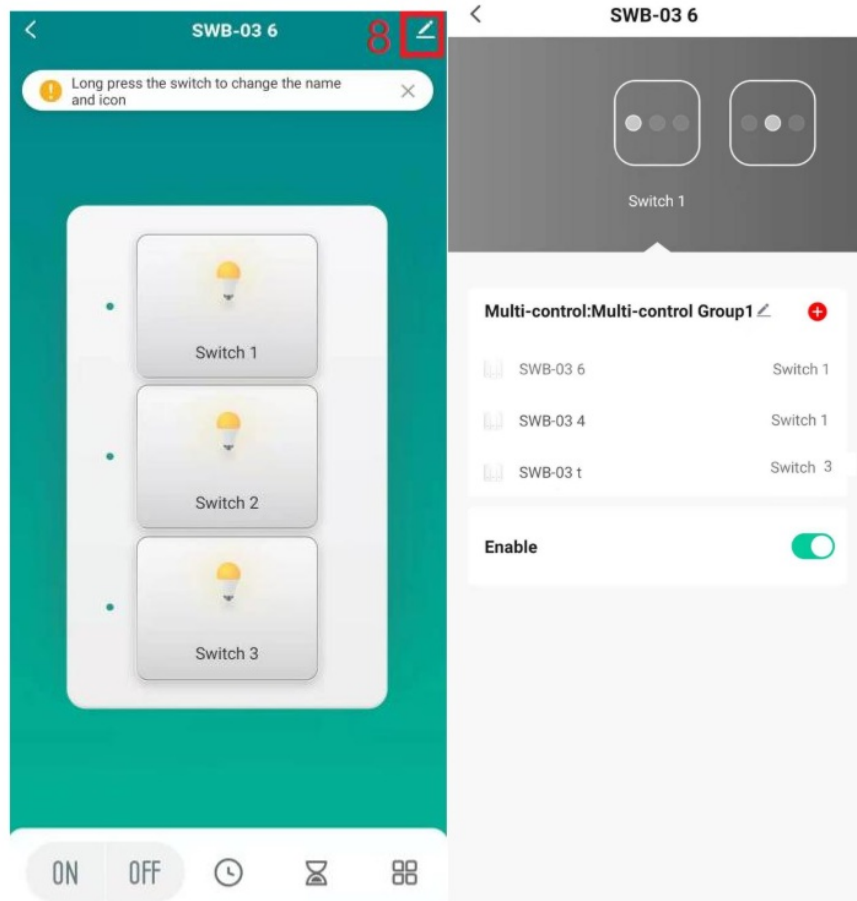 SWB-03 6
8
Long press the switch to change the name
and icon
Switch 1
Switch 2
Switch 3
ON OFF
SWB-03 6
Switch 1
Multi-control:Multi-control Group1
SWB-03 6 Switch 1
SWB-03 4 Switch 1
SWB-03 t Switch 3
Enable